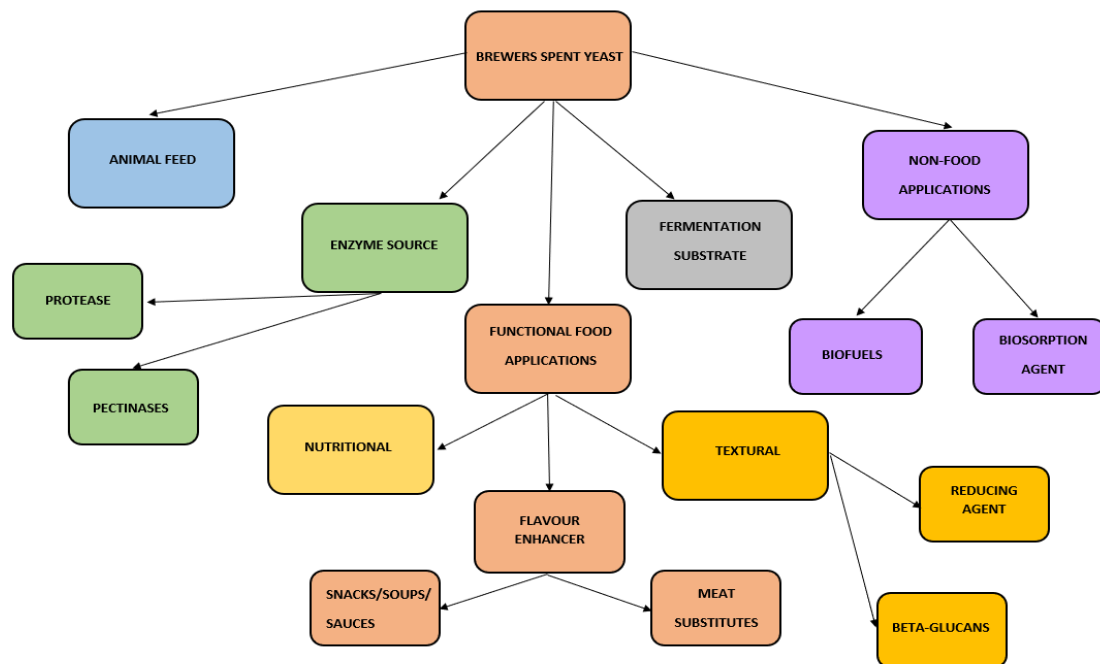 BREWERS SPENT YEAST
ANIMAL FEED
NON-FOOD
APPLICATIONS
ENZYME SOURCE
FERMENTATION
SUBSTRATE
PROTEASE
PECTINASES
FUNCTIONAL FOOD
APPLICATIONS
BIOFUELS
BIOSORPTION
AGENT
NUTRITIONAL
TEXTURAL
REDUCING
AGENT
FLAVOUR
ENHANCER
SNACKS/SOUPS/
SAUCES
MEAT
SUBSTITUTES
BETA-GLUCANS